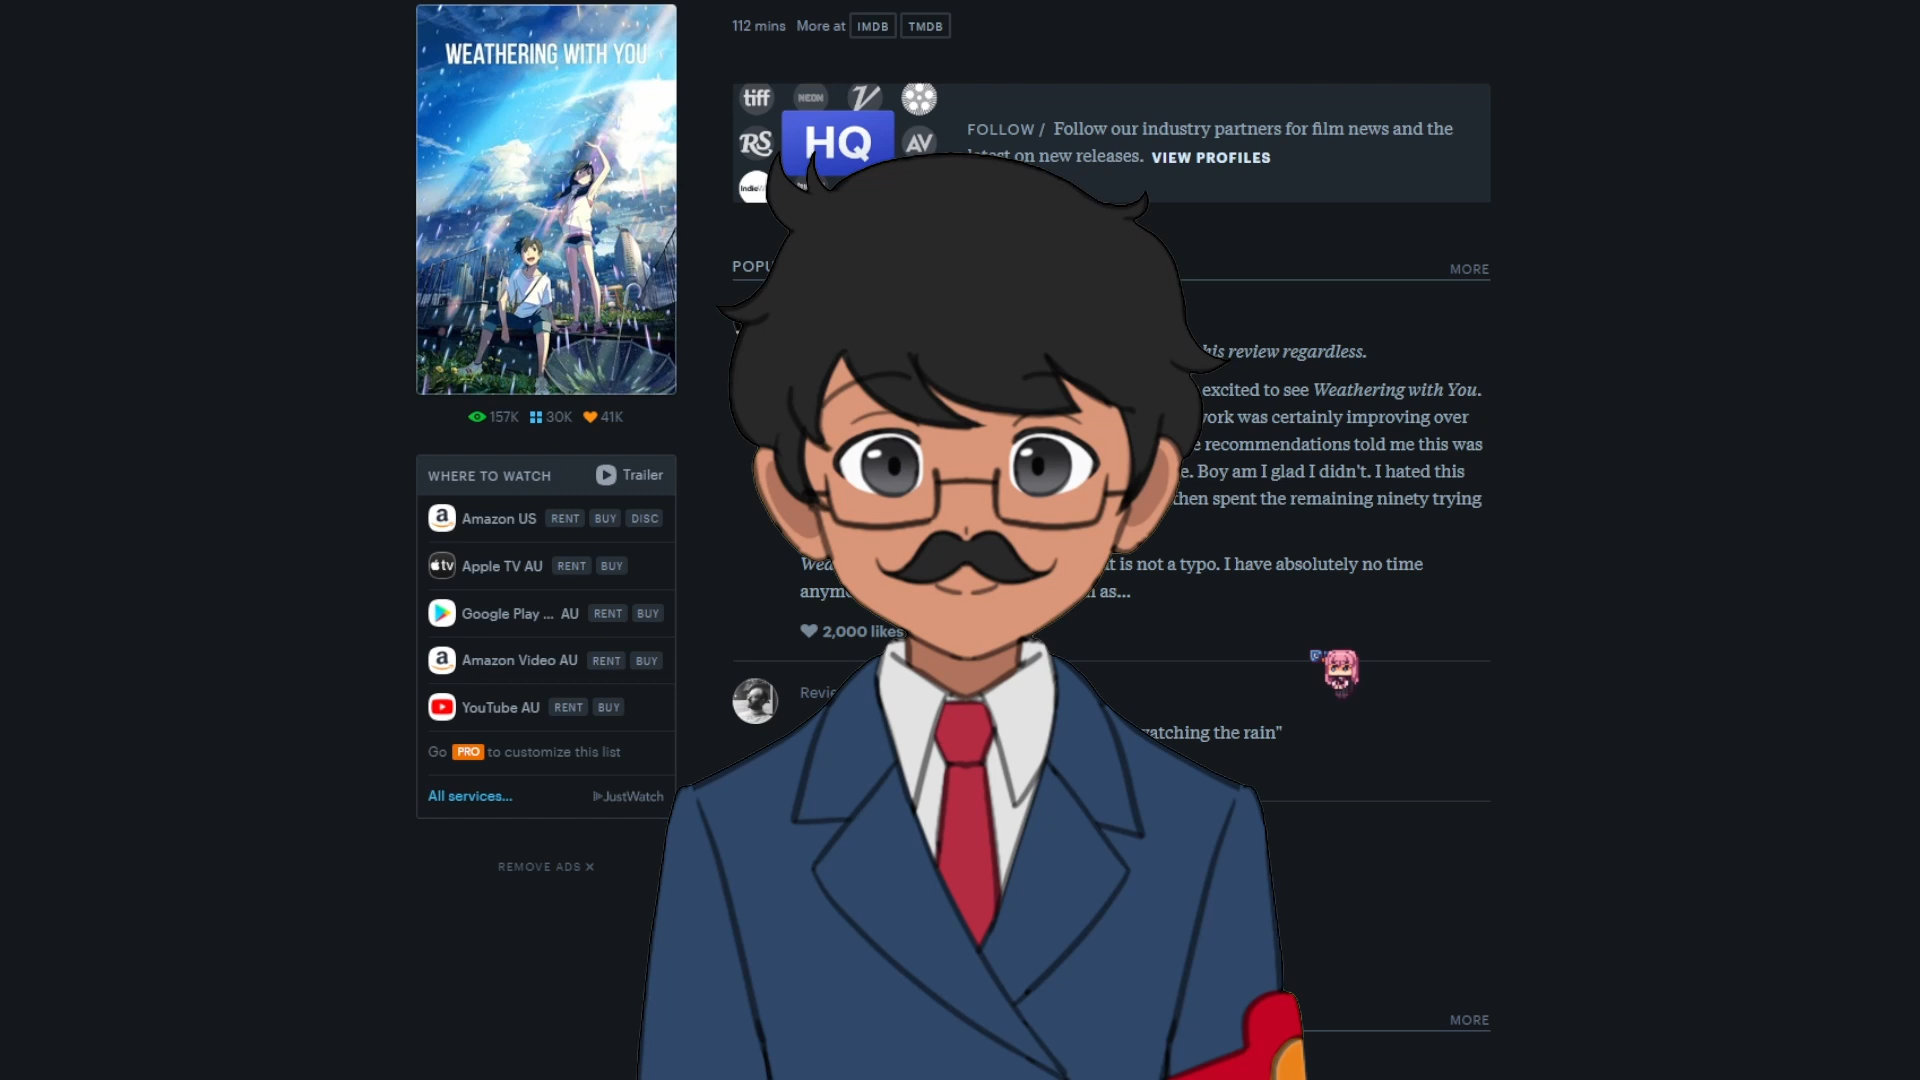 WEATHERING WITH YOU
157K 30K 41K
WHERE TO WATCH Trailer
Amazon US RENT BUY DISC
Apple TV AU RENT BUY
Google Play ... AU RENT BUY
Amazon Video AU RENT BUY
YouTube AU RENT BUY
Go PRO to customize this list
All services... JustWatch
REMOVE ADS ×
112 mins More at IMDB TMDB
tiff NEON V
RS HQ AV
FOLLOW / Follow our industry partners for film news and the
on new releases. VIEW PROFILES
MORE
review regardless.
excited to see Weathering with You.
was certainly improving over
recommendations told me this was
Boy am I glad I didn't. I hated this
then spent the remaining ninety trying
it is not a typo. I have absolutely no time
as...
2,000 likes
the rain"
MORE